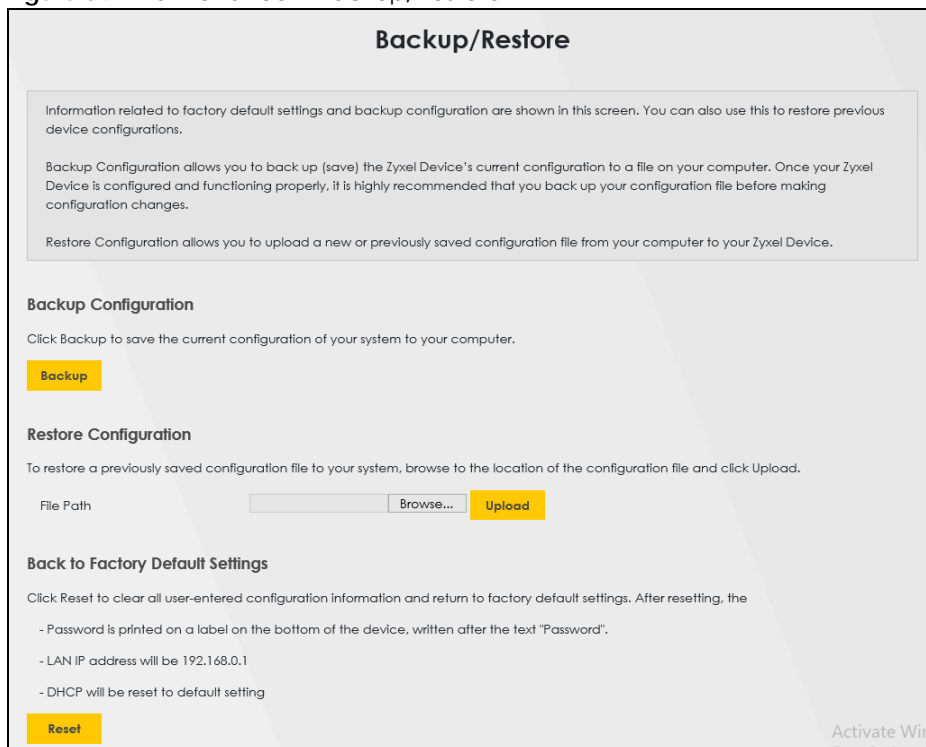 Backup/Restore
Information related to factory default settings and backup configuration are shown in this screen. You can also use this to restore previous
device configurations.
Backup Configuration allows you to back up (save) the Zyxel Device's current configuration to a file on your computer. Once your Zyxel
Device is configured and functioning properly, it is highly recommended that you back up your configuration file before making
configuration changes.
Restore Configuration allows you to upload a new or previously saved configuration file from your computer to your Zyxel Device.
Backup Configuration
Click Backup to save the current configuration of your system to your computer.
Backup
Restore Configuration
To restore a previously saved configuration file to your system, browse to the location of the configuration file and click Upload.
File Path Browse... Upload
Back to Factory Default Settings
Click Reset to clear all user-entered configuration information and return to factory default settings. After resetting, the
- Password is printed on a label on the bottom of the device, written after the text "Password".
- LAN IP address will be 192.168.0.1
- DHCP will be reset to default setting
Reset
Activate Wi